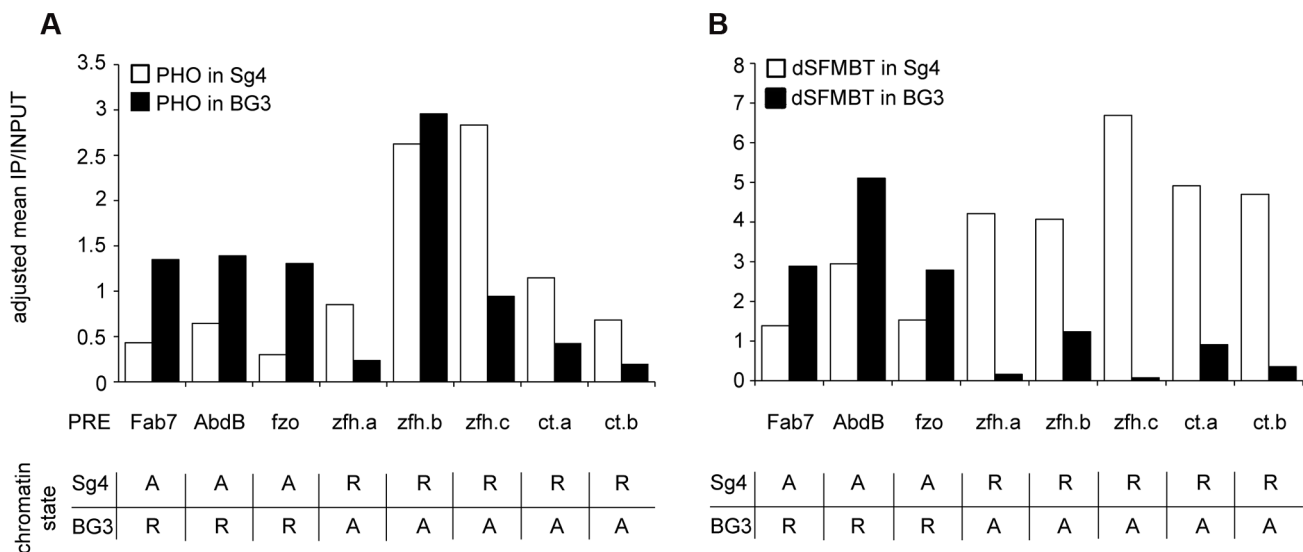 A
adjusted mean IP/INPUT
3.5
3
2.5
2
1.5
1
0.5
0
PHO in Sg4
PHO in BG3
PRE Fab7 AbdB fzo zfh.a zfh.b zfh.c ct.a ct.b
chromatin
state
Sg4 A A A R R R R R
BG3 R R R A A A A A
B
8
7
6
5
4
3
2
1
0
dSFMBT in Sg4
dSFMBT in BG3
PRE Fab7 AbdB fzo zfh.a zfh.b zfh.c ct.a ct.b
chromatin
state
Sg4 A A A R R R R R
BG3 R R R A A A A A